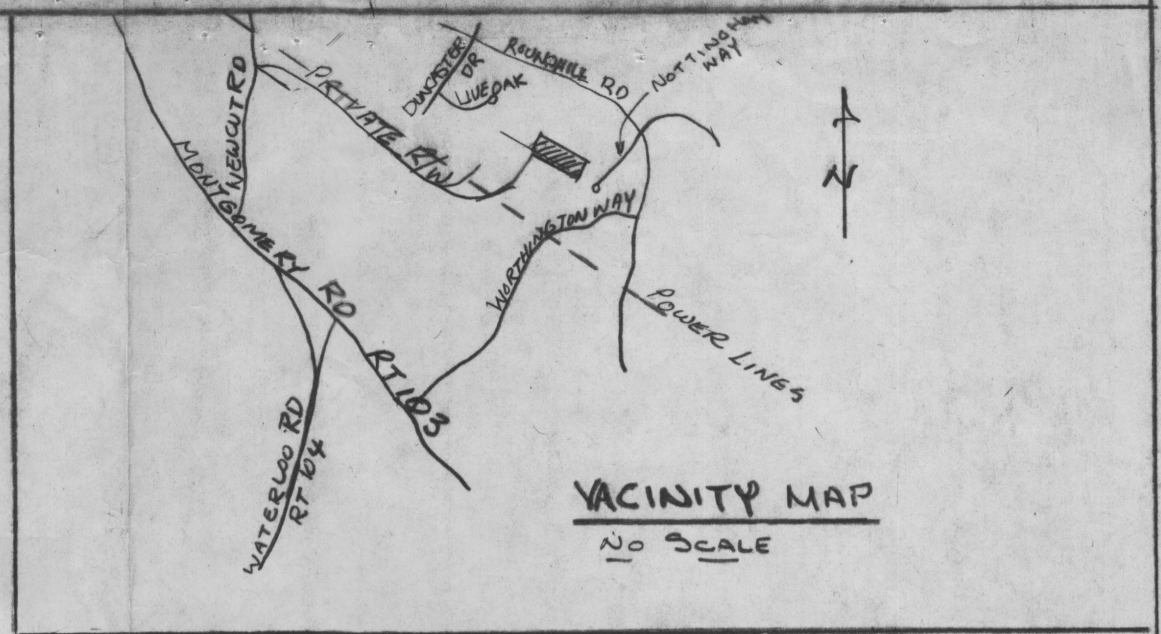 NOTTINGHAM
WAY
ROUNDHILL RD
DUNCASTER
DR
LIVEOAK
PRIVATE R/W
NEWCUT RD
MONTGOMERY RD RT 103
WORTHINGTON WAY
POWER LINES
N
WATERLOO RD
RT 104
VACINITY MAP
NO SCALE